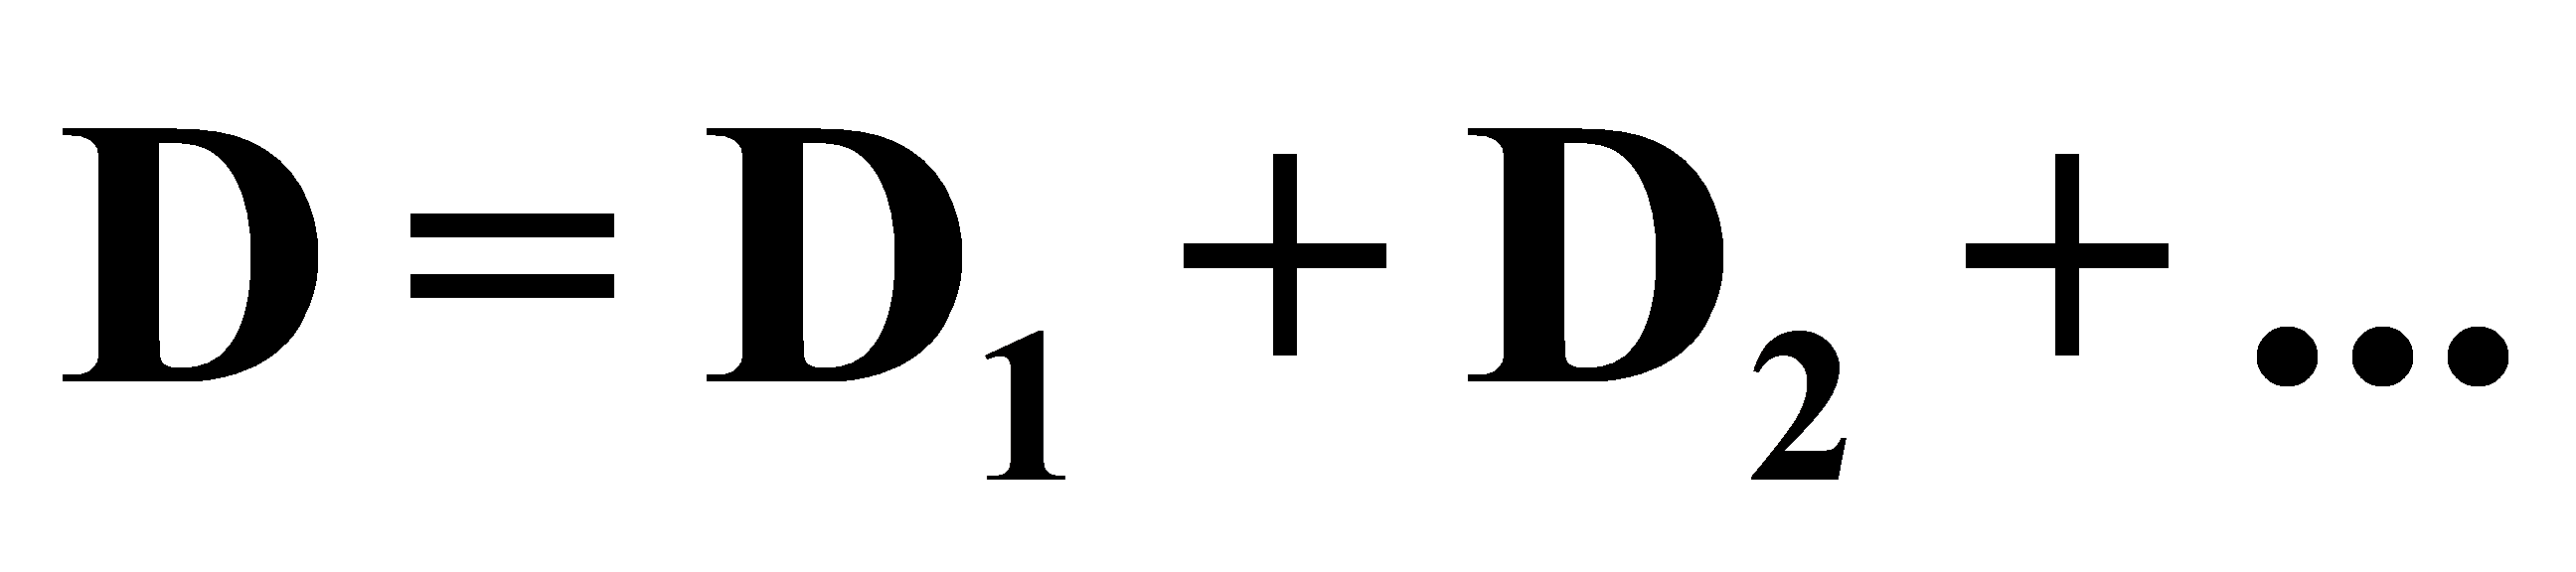 D = D₁ + D₂ + ...